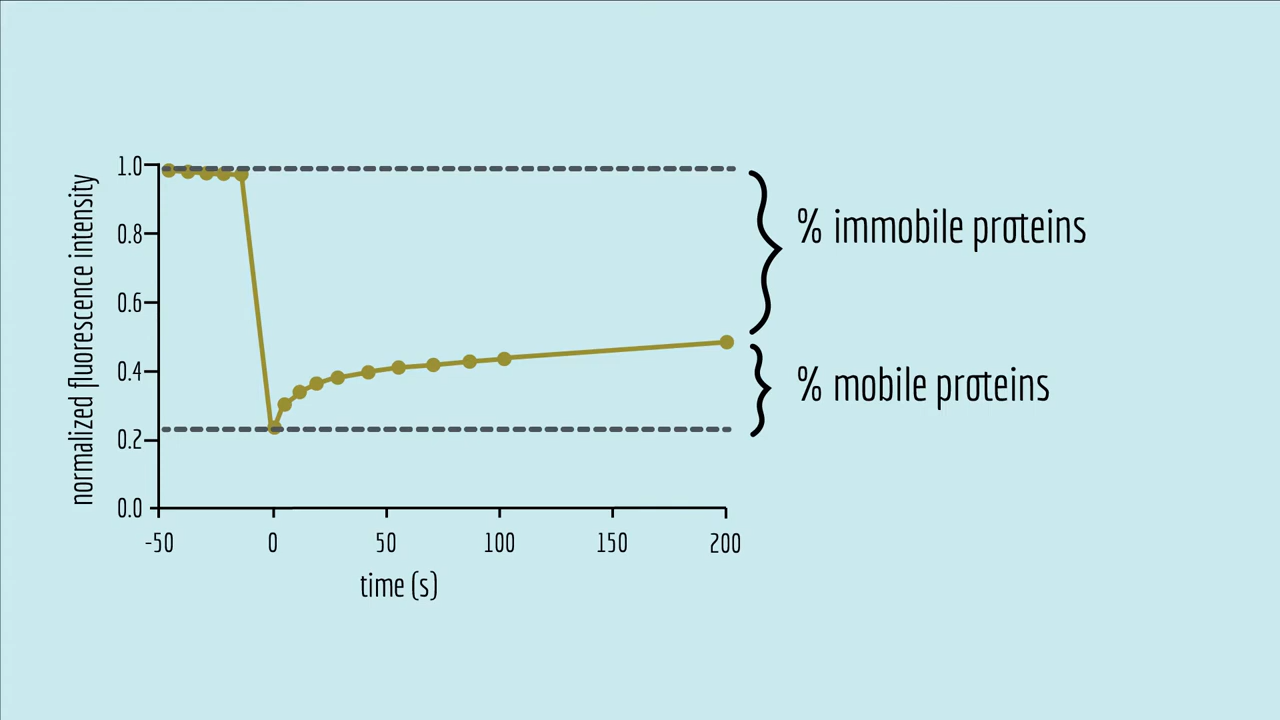 normalized fluorescence intensity
1.0
0.8
0.6
0.4
0.2
0.0
-50 0 50 100 150 200
time (s)
% immobile proteins
% mobile proteins